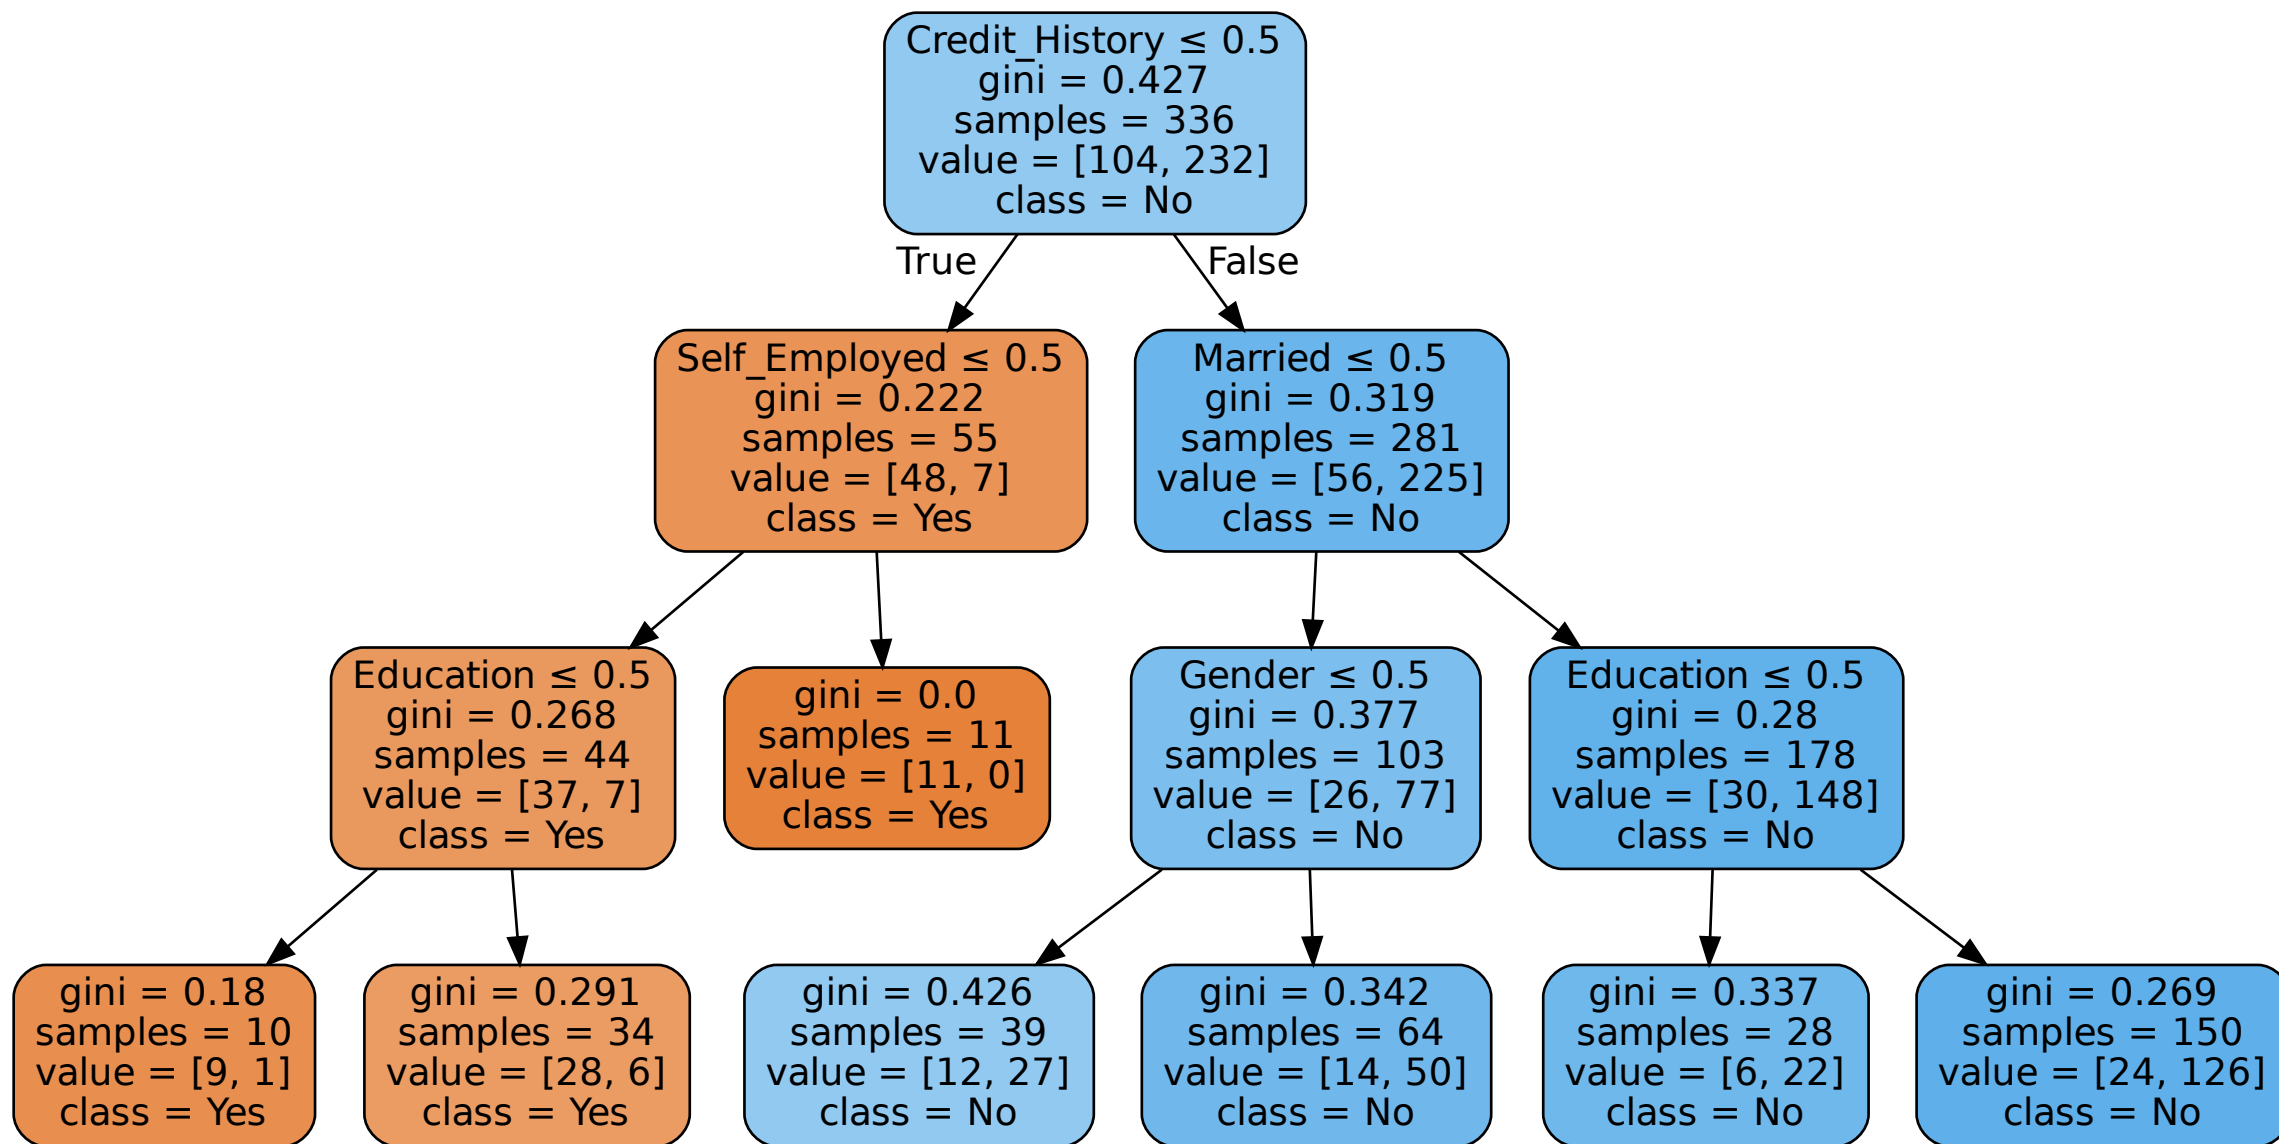 Credit_History ≤ 0.5
gini = 0.427
samples = 336
value = [104, 232]
class = No
True
False
Self_Employed ≤ 0.5
gini = 0.222
samples = 55
value = [48, 7]
class = Yes
Married ≤ 0.5
gini = 0.319
samples = 281
value = [56, 225]
class = No
Education ≤ 0.5
gini = 0.268
samples = 44
value = [37, 7]
class = Yes
gini = 0.0
samples = 11
value = [11, 0]
class = Yes
Gender ≤ 0.5
gini = 0.377
samples = 103
value = [26, 77]
class = No
Education ≤ 0.5
gini = 0.28
samples = 178
value = [30, 148]
class = No
gini = 0.18
samples = 10
value = [9, 1]
class = Yes
gini = 0.291
samples = 34
value = [28, 6]
class = Yes
gini = 0.426
samples = 39
value = [12, 27]
class = No
gini = 0.342
samples = 64
value = [14, 50]
class = No
gini = 0.337
samples = 28
value = [6, 22]
class = No
gini = 0.269
samples = 150
value = [24, 126]
class = No